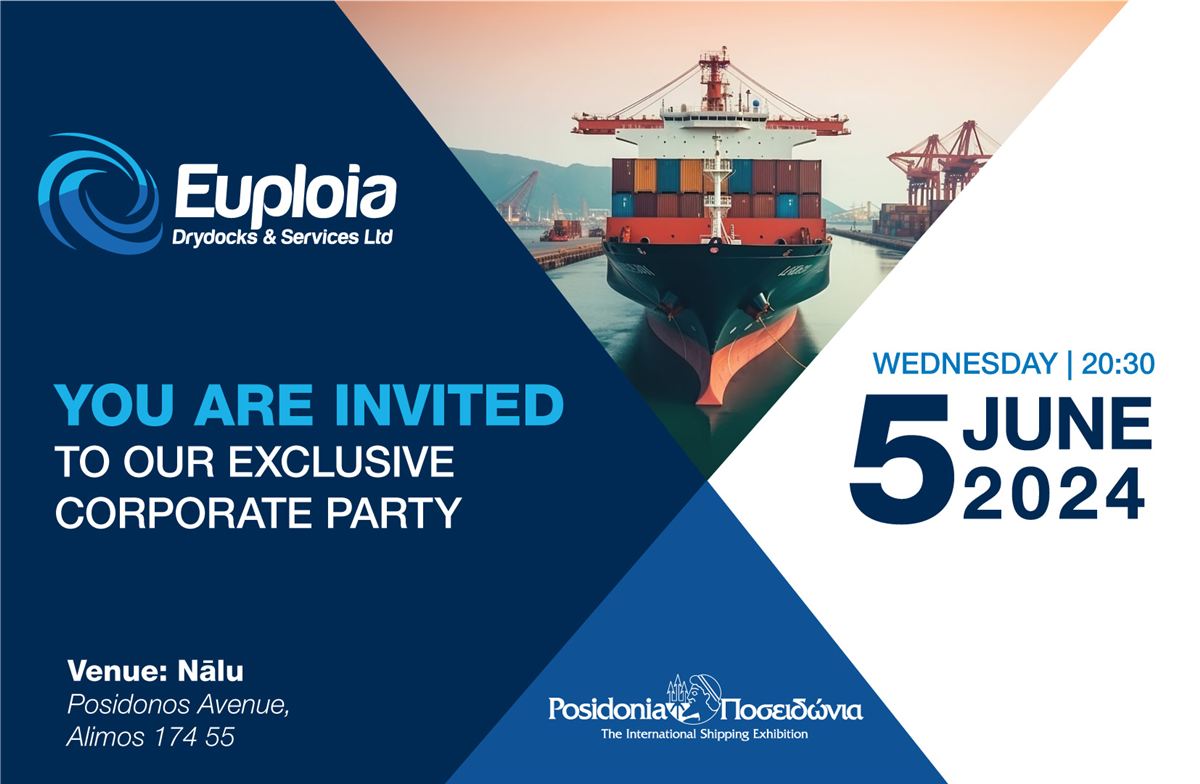 Euploia
Drydocks & Services Ltd
YOU ARE INVITED
TO OUR EXCLUSIVE
CORPORATE PARTY
WEDNESDAY | 20:30
5 JUNE
2024
Venue: Nālu
Posidonos Avenue,
Alimos 174 55
Posidonia Ποσειδώνια
The International Shipping Exhibition